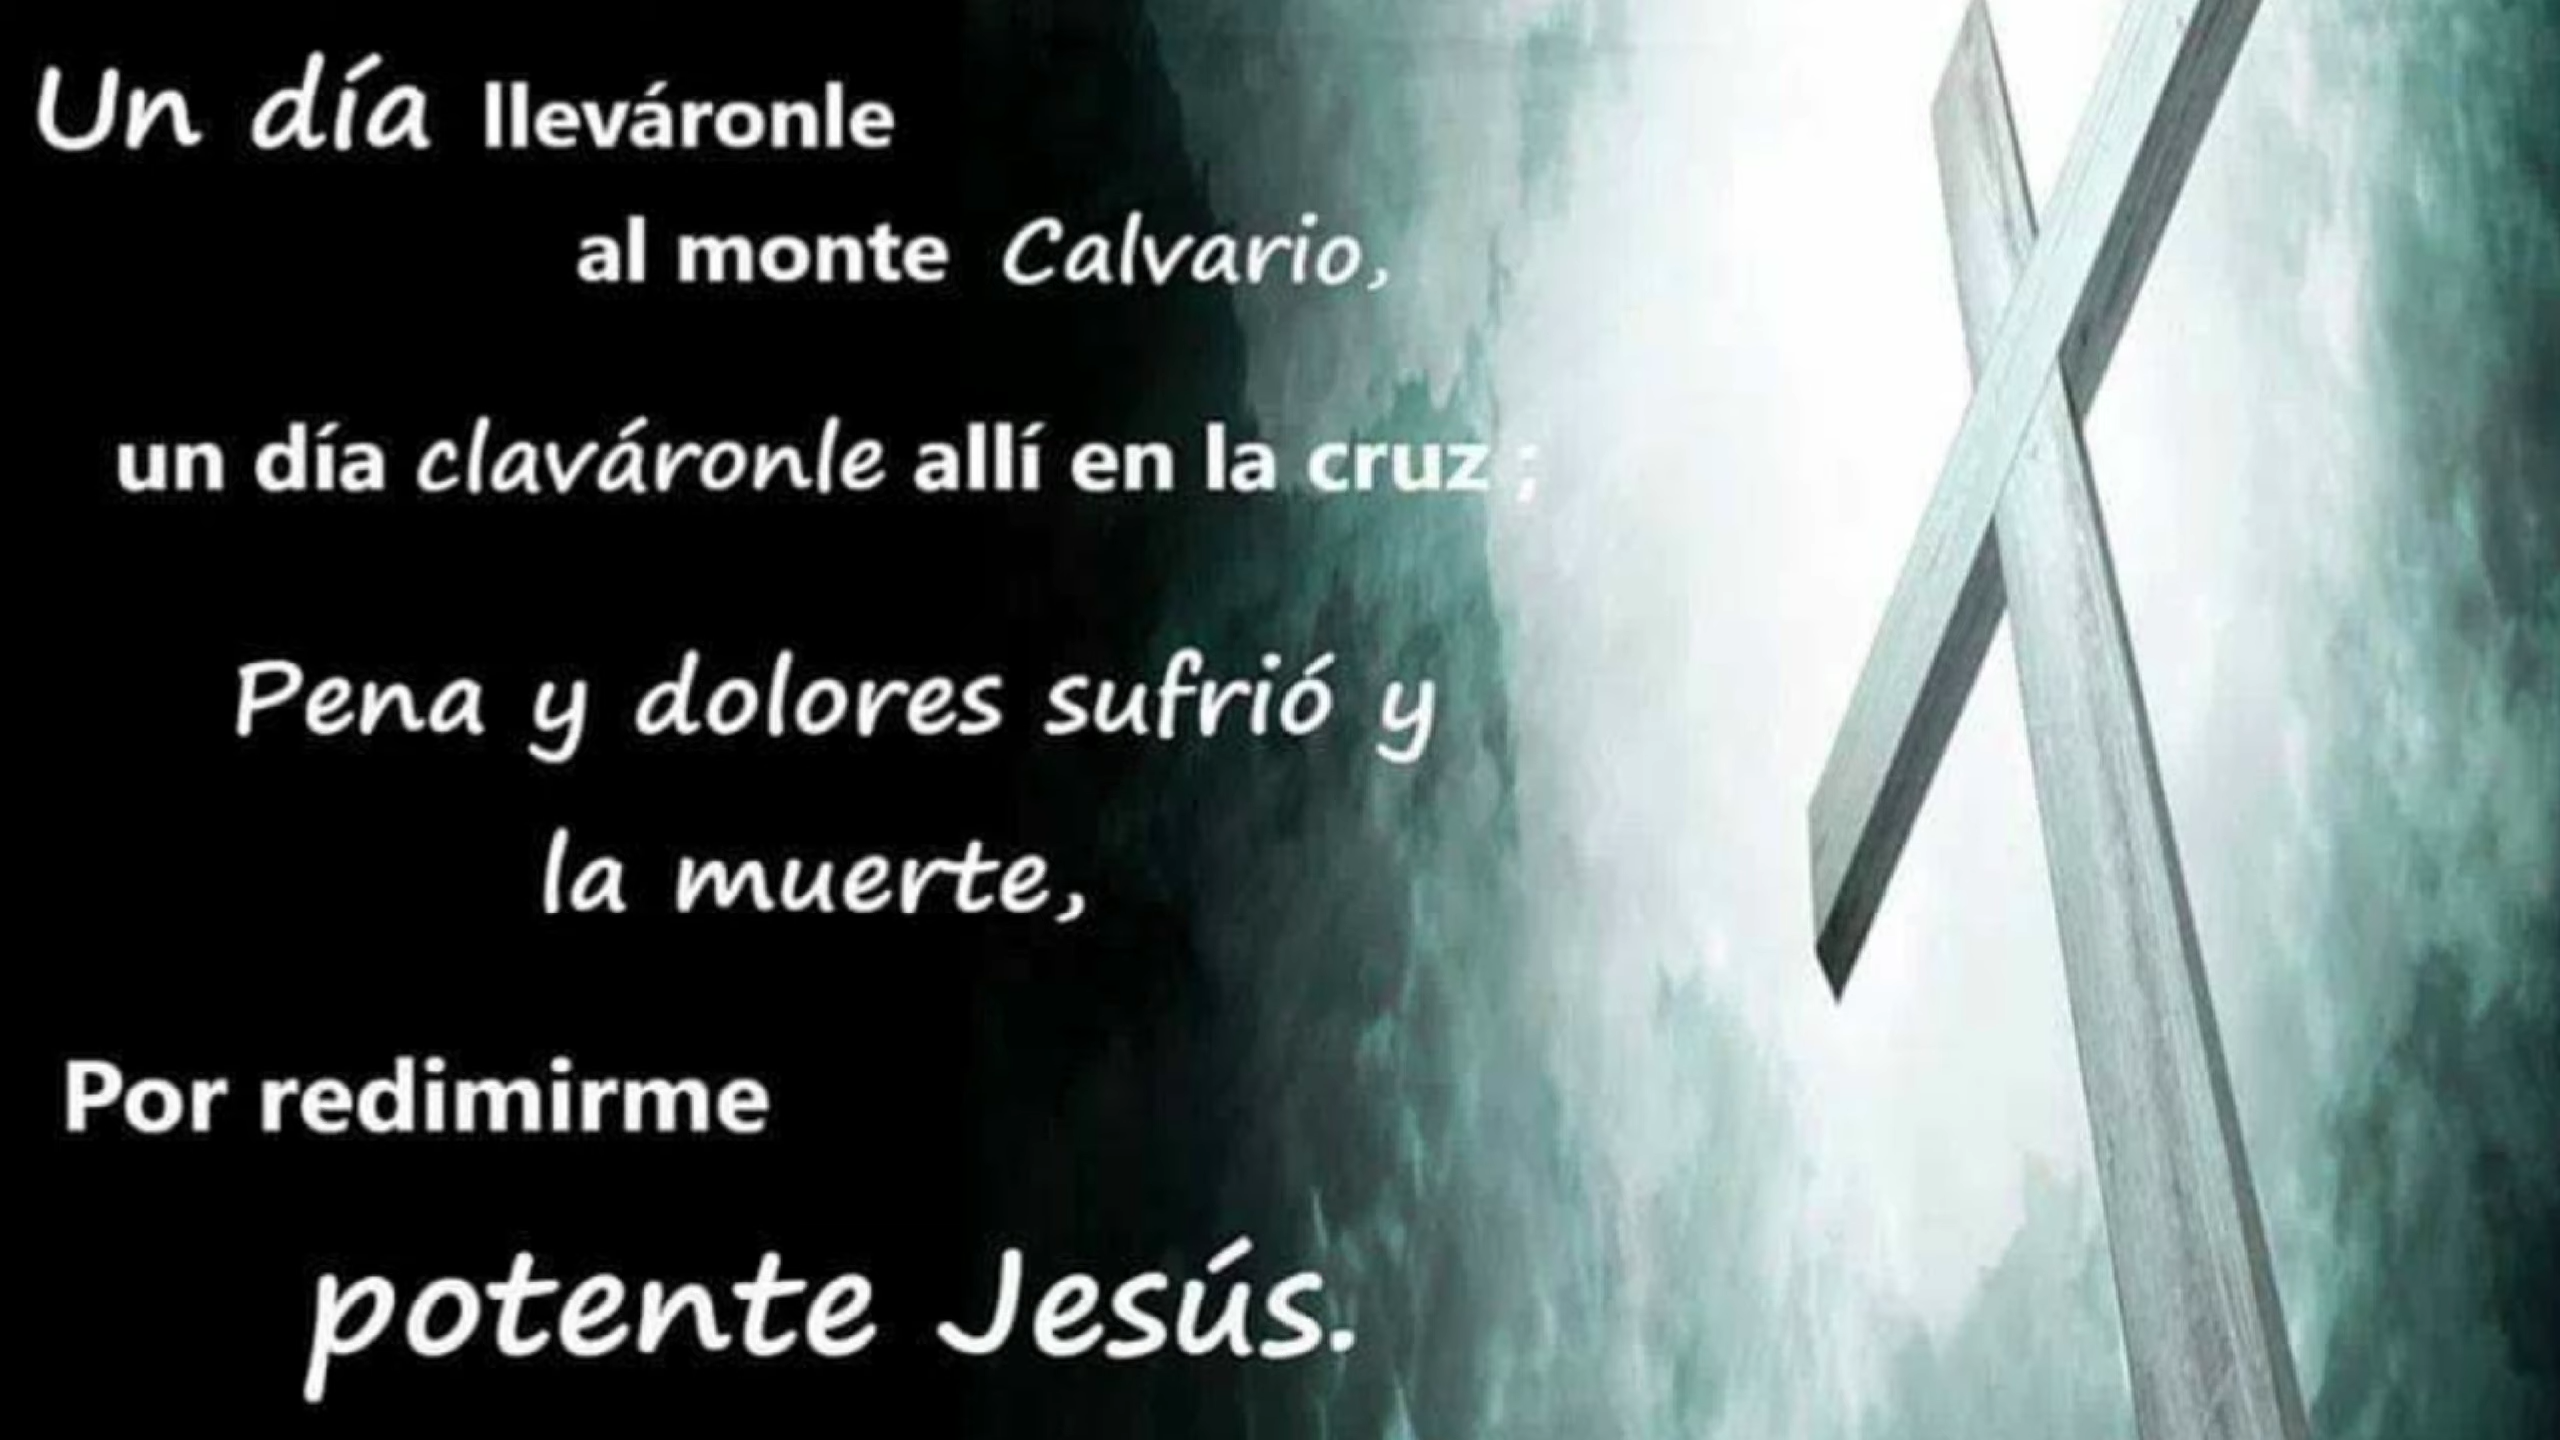 Un día lleváronle
al monte Calvario,
un día claváronle allí en la cruz ;
Pena y dolores sufrió y
la muerte,
Por redimirme
potente Jesús.